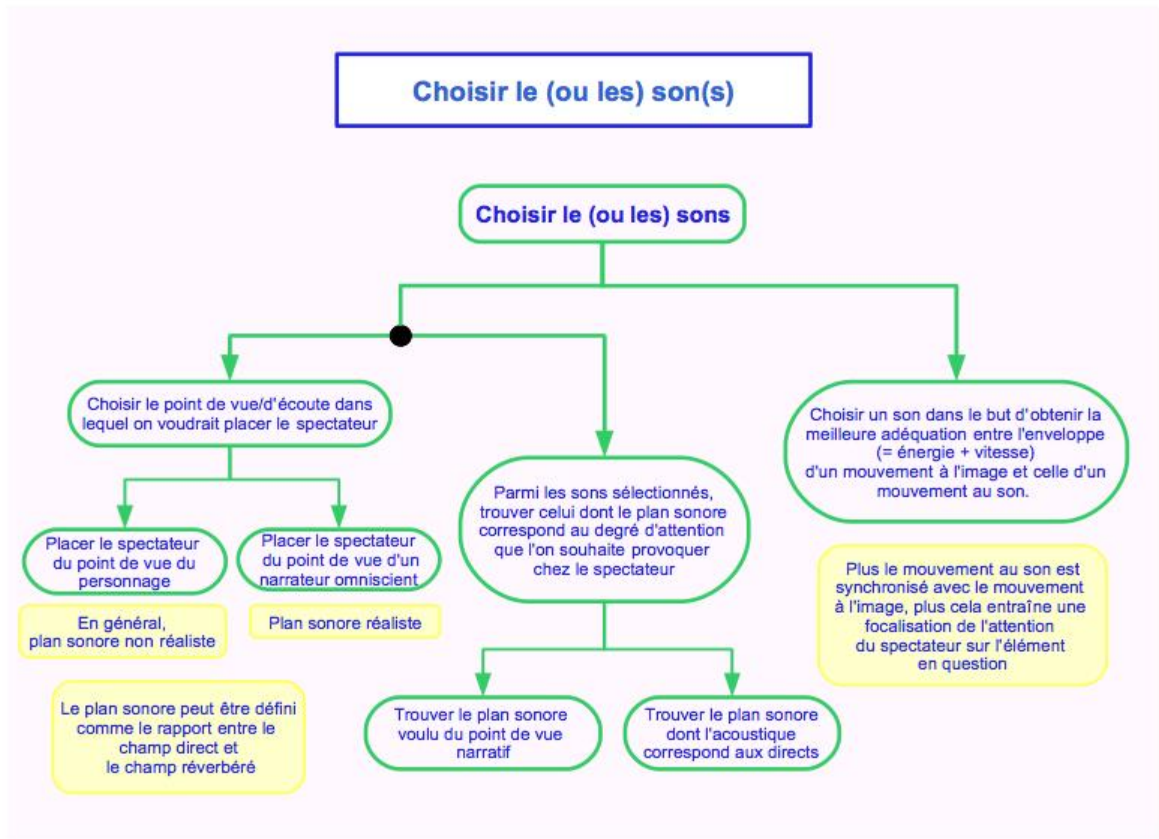 Choisir le (ou les) son(s)
Choisir le (ou les) sons
Choisir le point de vue/d'écoute dans
lequel on voudrait placer le spectateur
Placer le spectateur
du point de vue du
personnage
En général,
plan sonore non réaliste
Placer le spectateur
du point de vue d'un
narrateur omniscient
Plan sonore réaliste
Le plan sonore peut être défini
comme le rapport entre le
champ direct et
le champ réverbéré
Parmi les sons sélectionnés,
trouver celui dont le plan sonore
correspond au degré d'attention
que l'on souhaite provoquer
chez le spectateur
Trouver le plan sonore
voulu du point de vue
narratif
Trouver le plan sonore
dont l'acoustique
correspond aux directs
Choisir un son dans le but d'obtenir la
meilleure adéquation entre l'enveloppe
(= énergie + vitesse)
d'un mouvement à l'image et celle d'un
mouvement au son.
Plus le mouvement au son est
synchronisé avec le mouvement
à l'image, plus cela entraîne une
focalisation de l'attention
du spectateur sur l'élément
en question